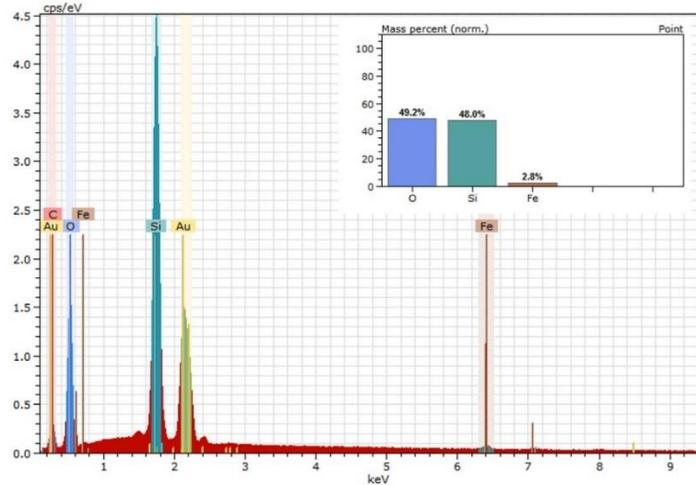 cps/eV
4.5
4.0
3.5
3.0
2.5
2.0
1.5
1.0
0.5
0.0
C Fe
Au O Si Au Fe
1 2 3 4 5 6 7 8 9
keV
Mass percent (norm.) Point
100
80
60
40
20
0
49.2% 48.0% 2.8%
O Si Fe